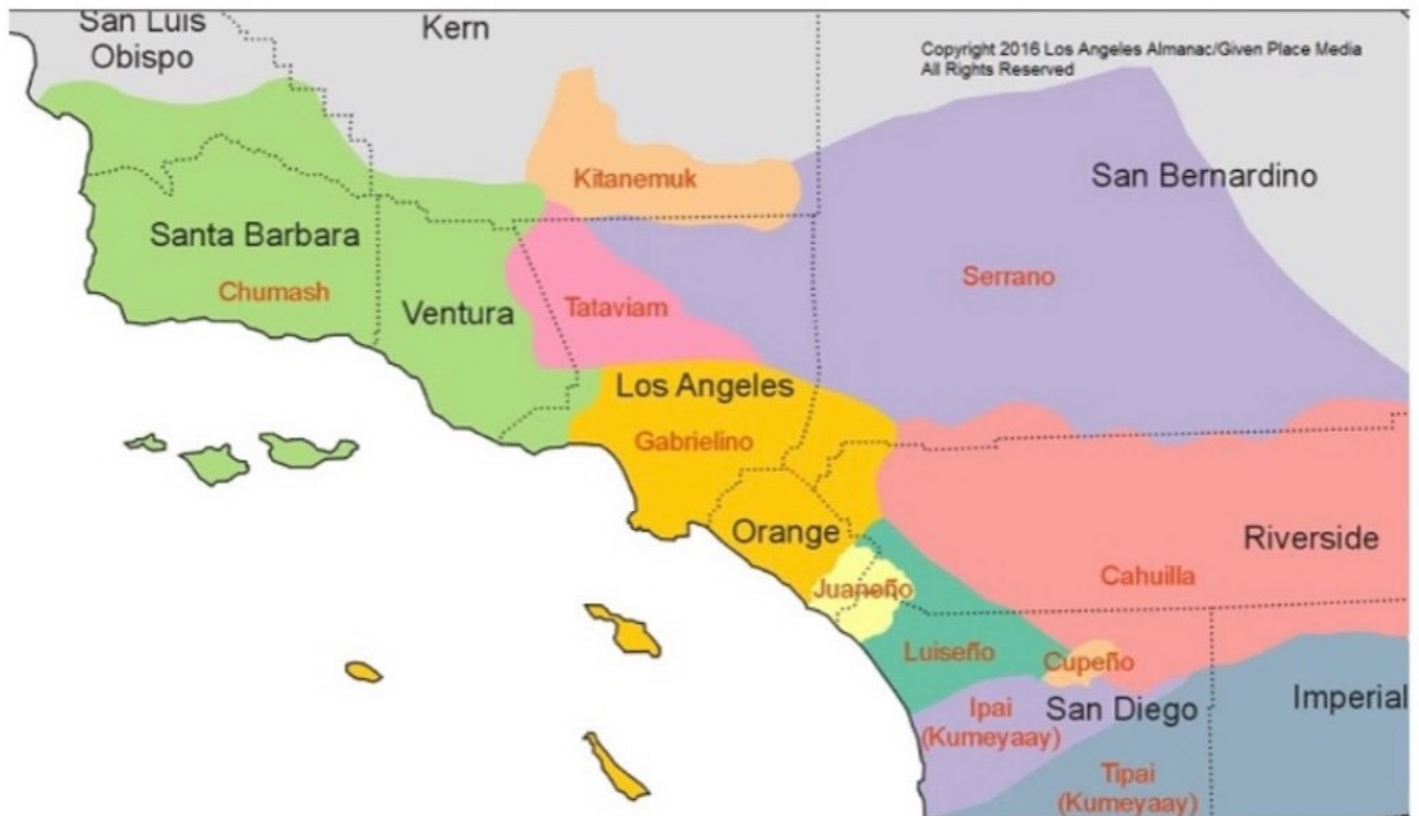 San Luis
Obispo
Kern
Copyright 2016 Los Angeles Almanac/Given Place Media
All Rights Reserved
Kitanemuk
San Bernardino
Santa Barbara
Chumash
Ventura
Tataviam
Serrano
Los Angeles
Gabrielino
Orange
Riverside
Juaneño
Cahuilla
Luiseño
Cupeño
Ipai
(Kumeyaay)
San Diego
Imperial
Tipai
(Kumeyaay)